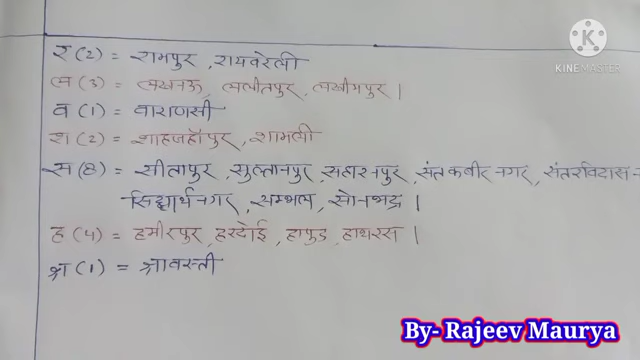 र (2) = रामपुर, रायबरेली
KINEMASTER
ल (3) = लखनऊ, ललीतपुर, लखीमपुर।
व (1) = वाराणसी
श (2) = शाहजहाँपुर, शामली
स (8) = सीतापुर, सुल्तानपुर, सहारनपुर, संत कबीर नगर, संतरविदास न
सिद्धार्थनगर, सम्भल, सोनभद्र।
ह (4) = हमीरपुर, हरदोई, हापुड, हाथरस।
श्र (1) = श्रावस्ती
By- Rajeev Maurya